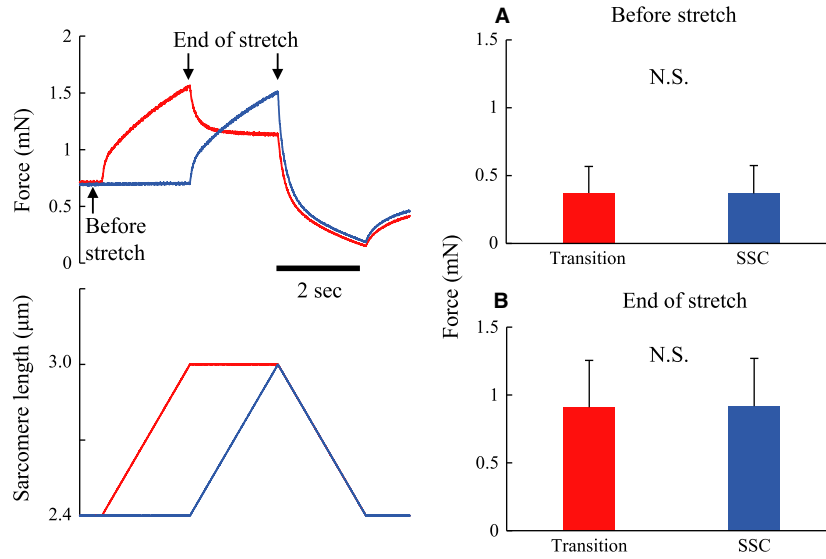 End of stretch
2
1.5
1
0.5
0
Force (mN)
Before
stretch
2 sec
3.0
2.4
Sarcomere length (μm)
A
Before stretch
1.5
1
0.5
0
N.S.
Transition
SSC
Force (mN)
B
End of stretch
1.5
1
0.5
0
N.S.
Transition
SSC